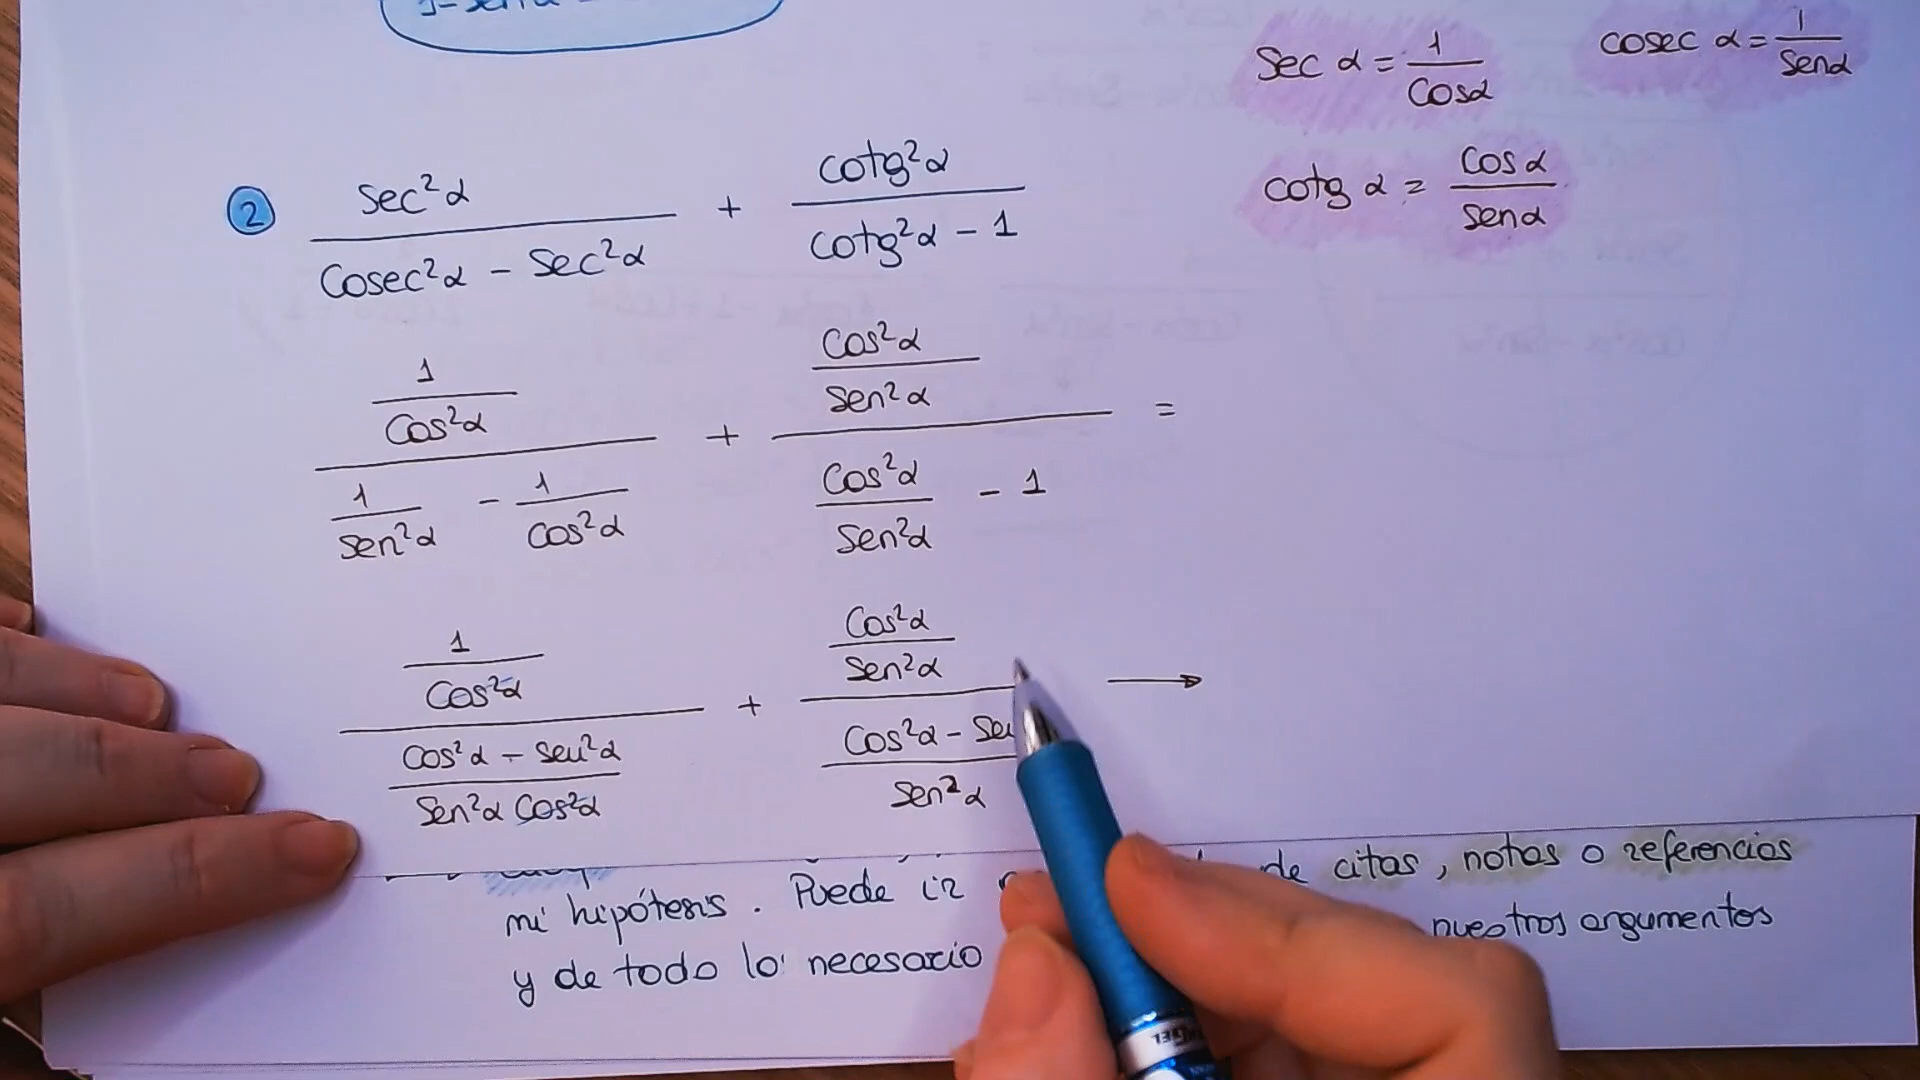 sec α = 1/cosα
cosec α = 1/senα
cotg α = cos α/senα
2 sec²α/(cosec²α - sec²α) + cotg²α/(cotg²α - 1)
(1/cos²α)/(1/sen²α - 1/cos²α) + (cos²α/sen²α)/(cos²α/sen²α - 1) =
(1/cos²α)/((cos²α - sen²α)/(sen²α cos²α)) + (cos²α/sen²α)/((cos²α - se/sen²α) →
de citas, notas o referencias
mi hipótesis. Puede ir
nuestros argumentos
y de todo lo necesario